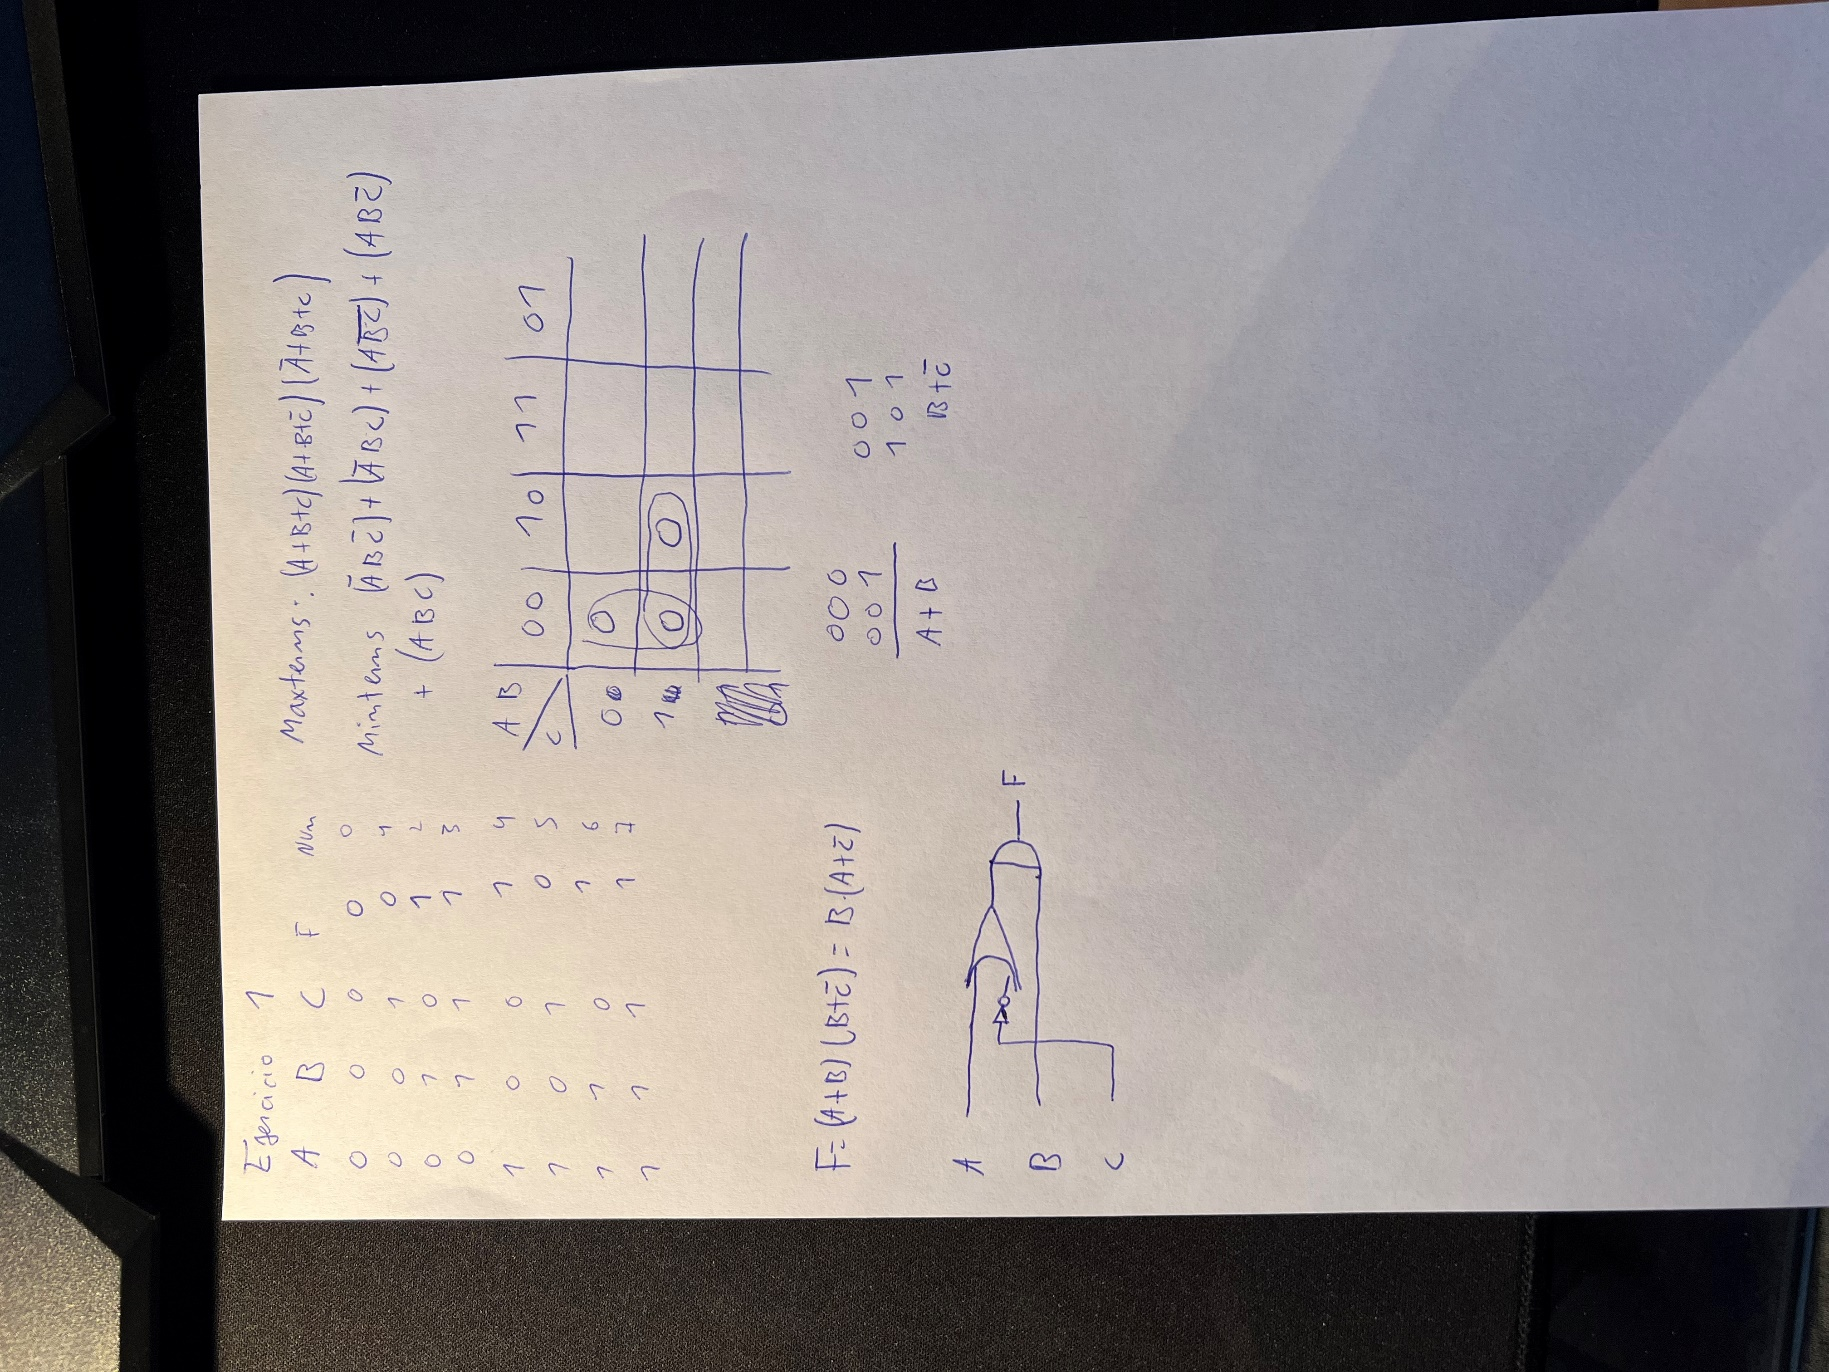 Ejercicio 1
A B C F Num
0 0 0 0 0
0 0 1 0 1
0 1 0 1 2
0 1 1 1 3
1 0 0 1 4
1 0 1 0 5
1 1 0 1 6
1 1 1 1 7
Maxterms: (A+B+C)(A+B+C̄)(Ā+B+C)
Minterms (ĀBC̄)+(ĀBC)+(AB̄C̄)+(ABC̄)
+(ABC)
AB 00 10 11 01
C
0 0
1 0 0
000
001
A+B
001
101
B+C̄
F=(A+B)(B+C̄)=B·(A+C̄)
A
B
C
F